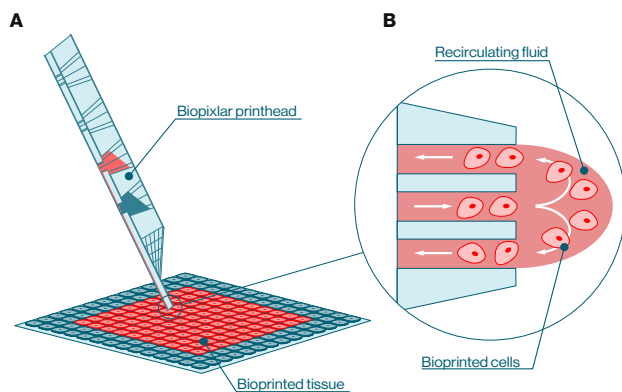 A
B
Recirculating fluid
Biopixlar printhead
Bioprinted cells
Bioprinted tissue